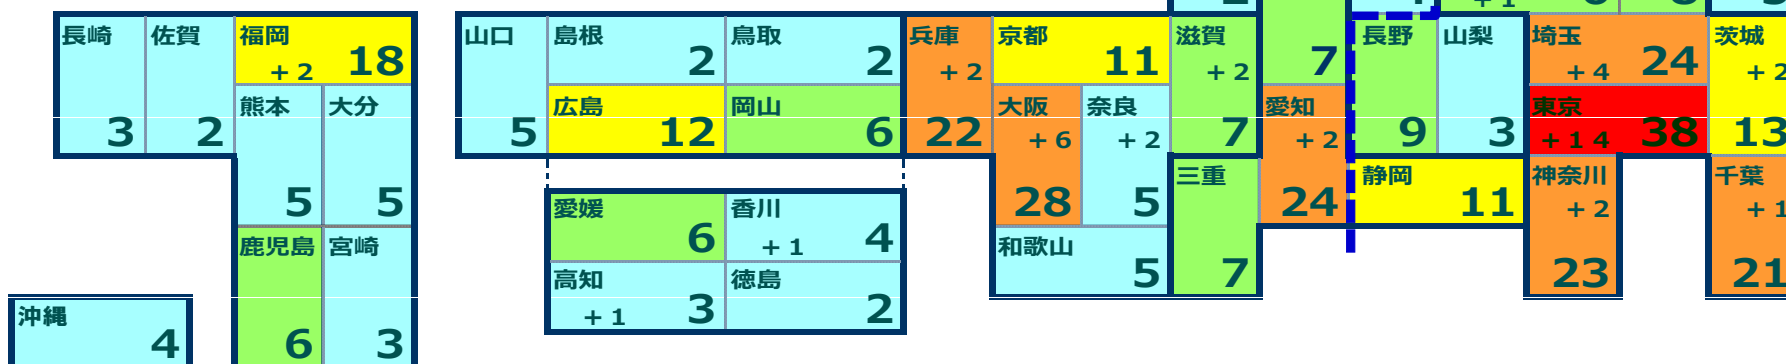 +1
長崎
3
佐賀
2
福岡
+2 18
熊本
5
大分
5
鹿児島
6
宮崎
3
沖縄
4
山口
5
島根
2
鳥取
2
広島
12
岡山
6
愛媛
6
香川
+1 4
高知
+1 3
徳島
2
兵庫
+2
22
京都
11
大阪
+6
28
奈良
+2
5
和歌山
5
滋賀
+2
7
三重
7
7
愛知
+2
24
長野
9
山梨
3
静岡
11
埼玉
+4 24
東京
+14 38
神奈川
+2
23
茨城
+2
13
千葉
+1
21